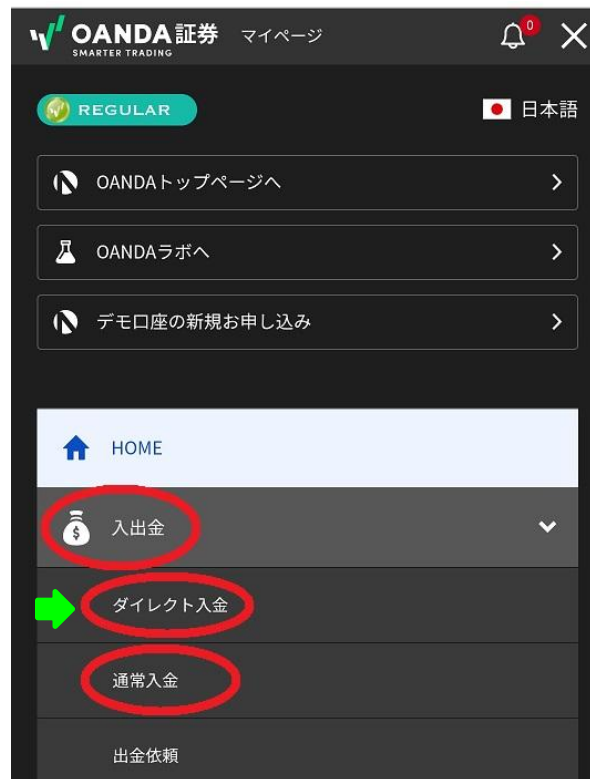 OANDA証券 マイページ 0
SMARTER TRADING
REGULAR 日本語
OANDAトップページへ
OANDAラボへ
デモ口座の新規お申し込み
HOME
$ 入出金
ダイレクト入金
通常入金
出金依頼